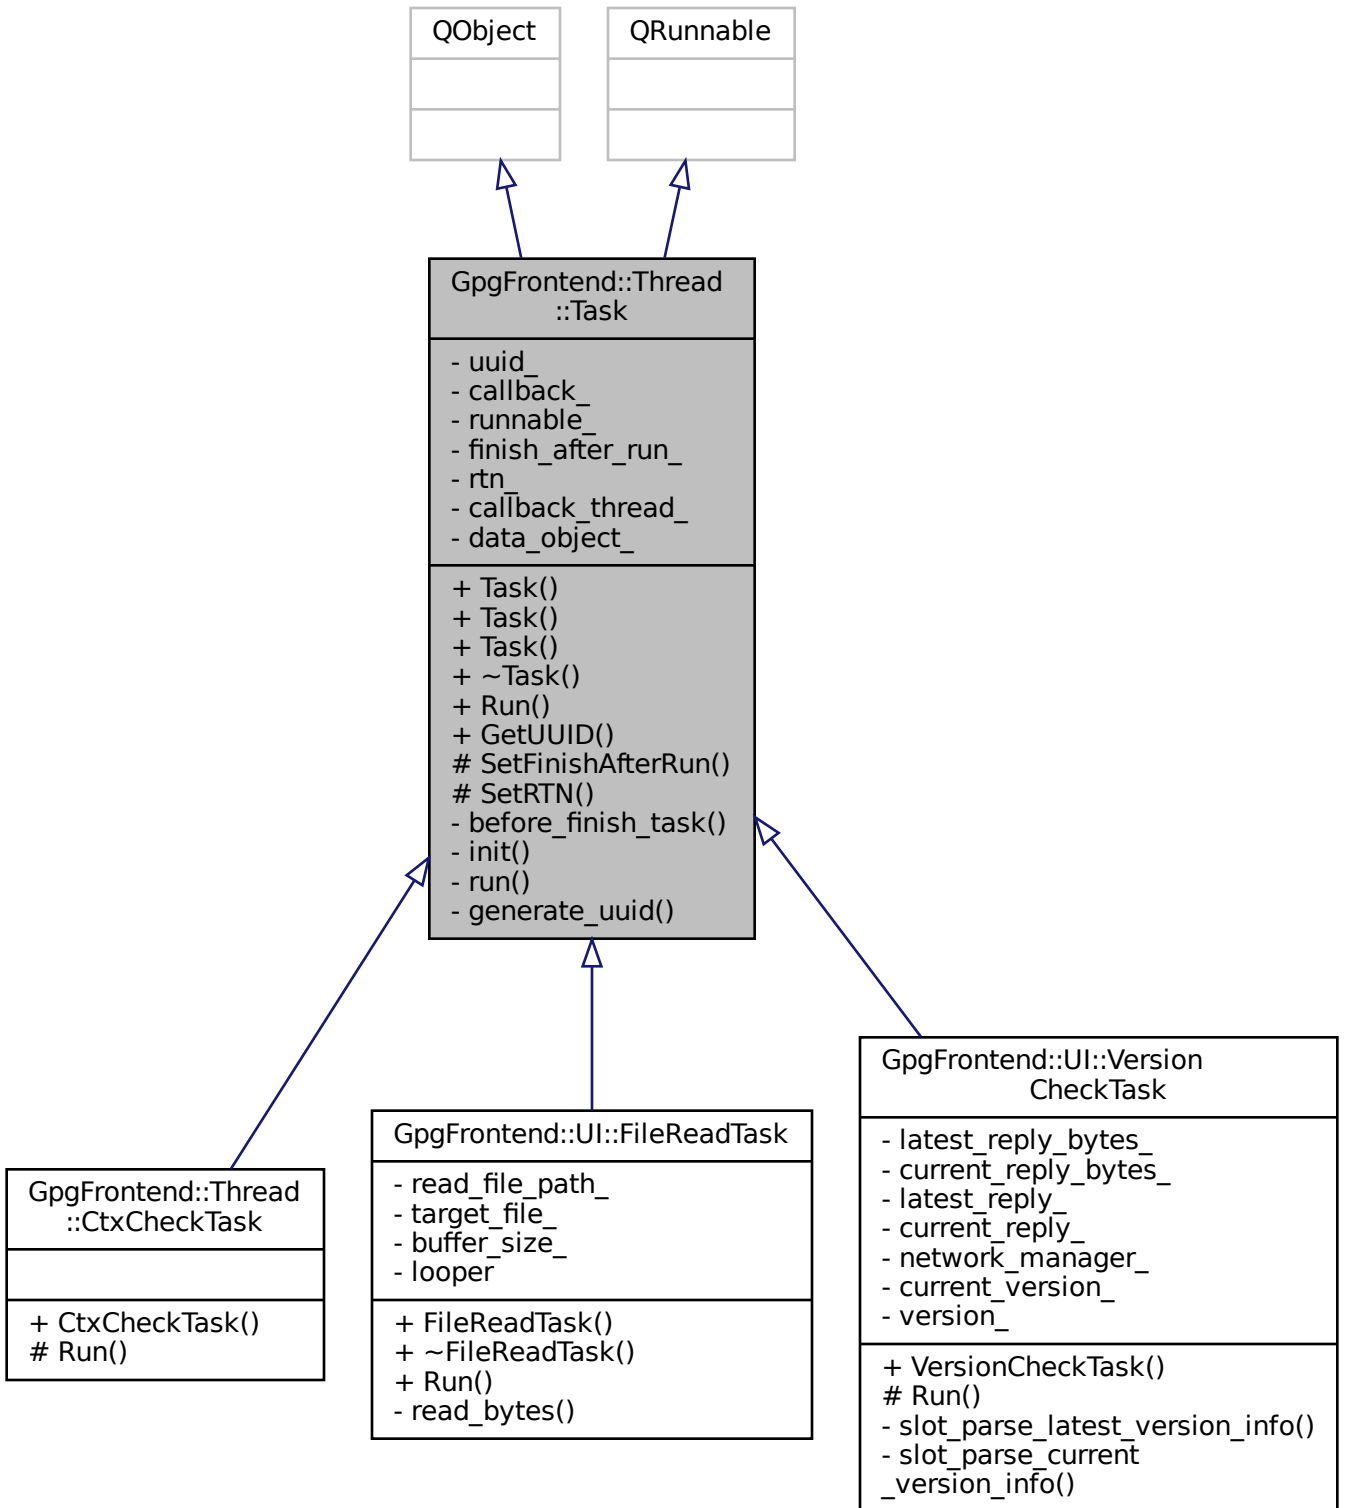 QObject
QRunnable
GpgFrontend::Thread
::Task
- uuid_
- callback_
- runnable_
- finish_after_run_
- rtn_
- callback_thread_
- data_object_
+ Task()
+ Task()
+ Task()
+ ~Task()
+ Run()
+ GetUUID()
# SetFinishAfterRun()
# SetRTN()
- before_finish_task()
- init()
- run()
- generate_uuid()
GpgFrontend::Thread
::CtxCheckTask
+ CtxCheckTask()
# Run()
GpgFrontend::UI::FileReadTask
- read_file_path_
- target_file_
- buffer_size_
- looper
+ FileReadTask()
+ ~FileReadTask()
+ Run()
- read_bytes()
GpgFrontend::UI::Version
CheckTask
- latest_reply_bytes_
- current_reply_bytes_
- latest_reply_
- current_reply_
- network_manager_
- current_version_
- version_
+ VersionCheckTask()
# Run()
- slot_parse_latest_version_info()
- slot_parse_current
_version_info()